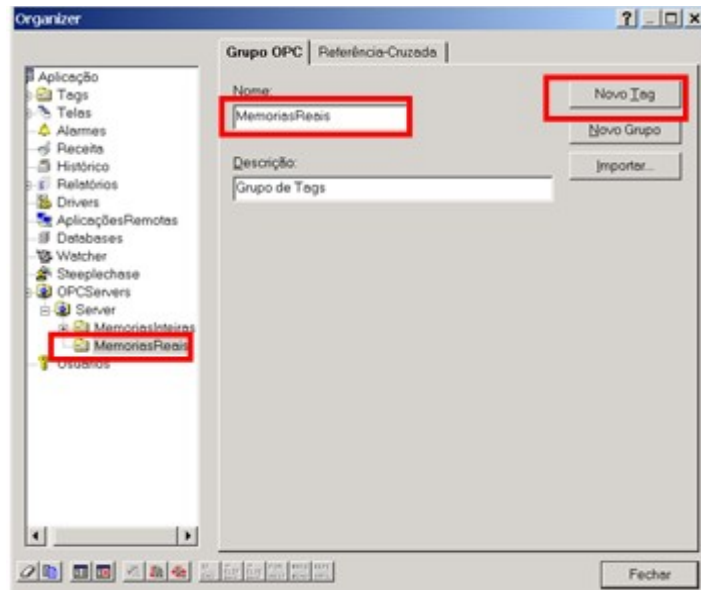 Organizer
Grupo OPC
Referência-Cruzada
Aplicação
Tags
Telas
Alarmes
Receita
Histórico
Relatórios
Drivers
AplicaçõesRemotas
Databases
Watcher
Steeplechase
OPCServers
Server
MemoriasInteiras
MemoriasReais
Usuários
Nome:
MemoriasReais
Descrição:
Grupo de Tags
Novo Tag
Novo Grupo
Importar...
Fechar